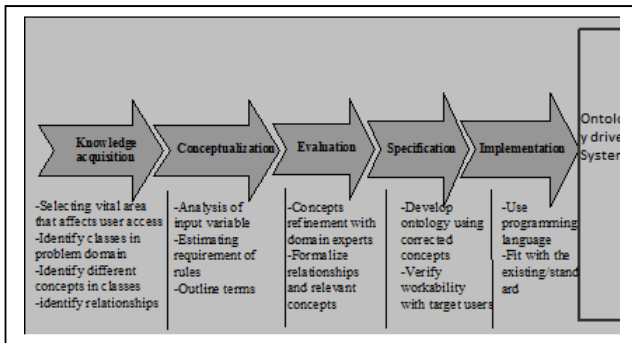 Knowledge
acquisition
Conceptualization
Evaluation
Specification
Implementation
Ontolo
y drive
System
-Selecting vital area
that affects user access
-Identify classes in
problem domain
-Identify different
concepts in classes
-identify relationships
-Analysis of
input variable
-Estimating
requirement of
rules
-Outline terms
-Concepts
refinement with
domain experts
-Formalize
relationships
and relevant
concepts
-Develop
ontology using
corrected
concepts
-Verify
workability
with target users
-Use
programming
language
-Fit with the
existing/stand
ard